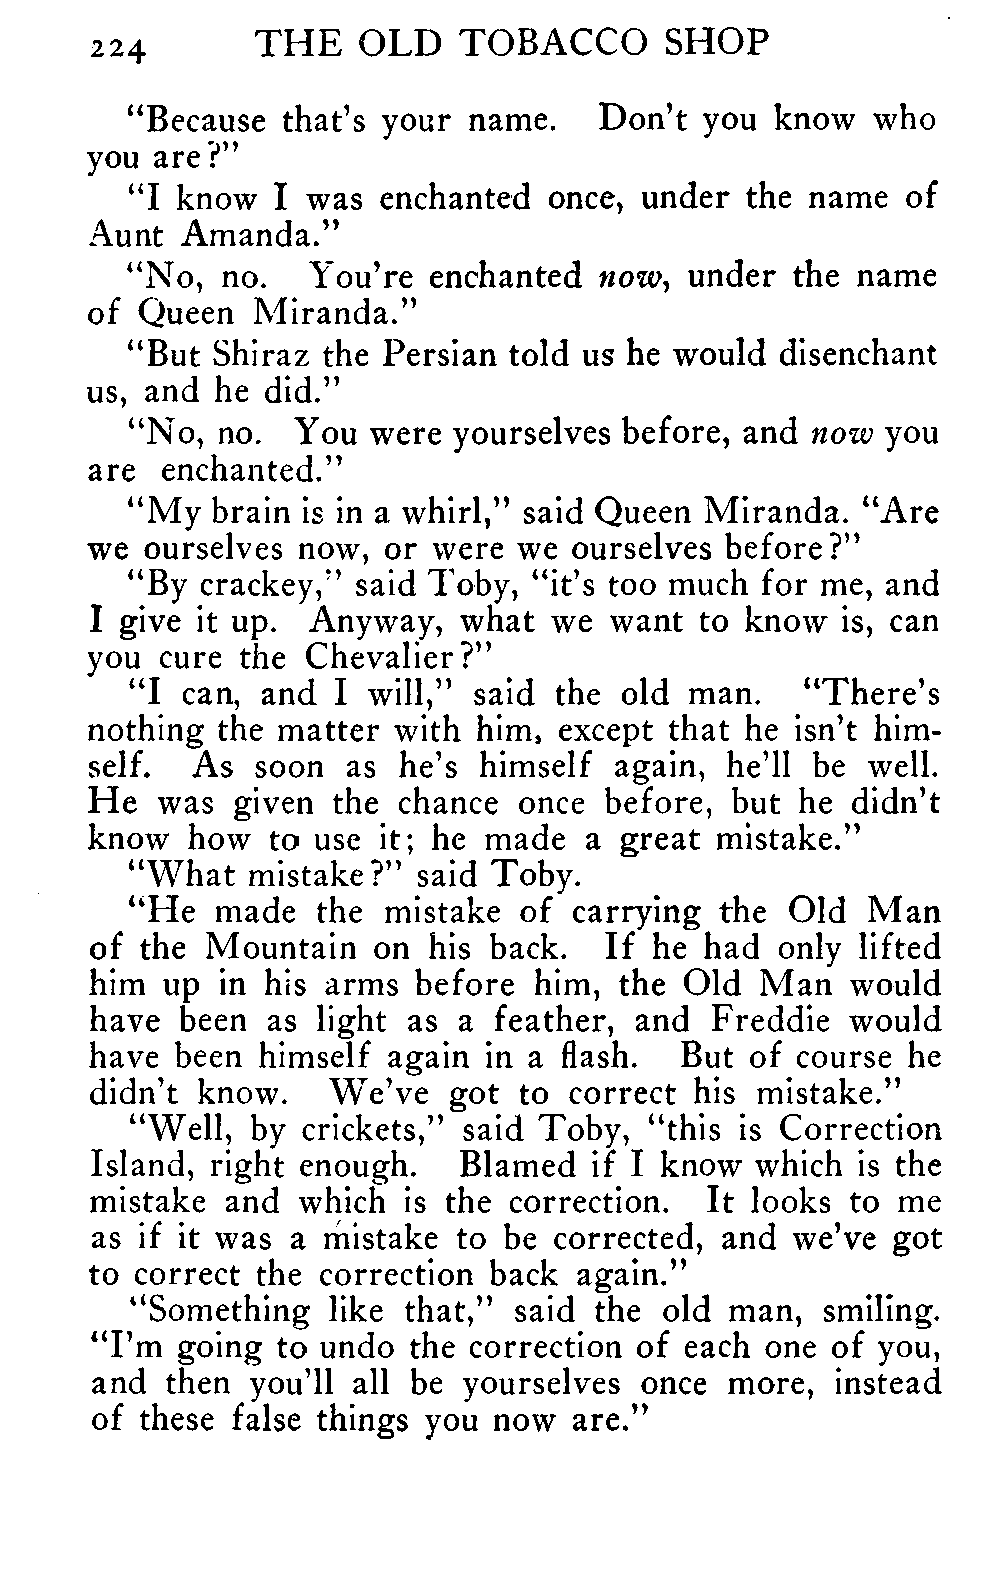 224 THE OLD TOBACCO SHOP
"Because that's your name. Don't you know who
you are?"
"I know I was enchanted once, under the name of
Aunt Amanda."
"No, no. You're enchanted now, under the name
of Queen Miranda."
"But Shiraz the Persian told us he would disenchant
us, and he did."
"No, no. You were yourselves before, and now you
are enchanted."
"My brain is in a whirl," said Queen Miranda. "Are
we ourselves now, or were we ourselves before?"
"By crackey," said Toby, "it's too much for me, and
I give it up. Anyway, what we want to know is, can
you cure the Chevalier?"
"I can, and I will," said the old man. "There's
nothing the matter with him, except that he isn't him-
self. As soon as he's himself again, he'll be well.
He was given the chance once before, but he didn't
know how to use it; he made a great mistake."
"What mistake?" said Toby.
"He made the mistake of carrying the Old Man
of the Mountain on his back. If he had only lifted
him up in his arms before him, the Old Man would
have been as light as a feather, and Freddie would
have been himself again in a flash. But of course he
didn't know. We've got to correct his mistake."
"Well, by crickets," said Toby, "this is Correction
Island, right enough. Blamed if I know which is the
mistake and which is the correction. It looks to me
as if it was a mistake to be corrected, and we've got
to correct the correction back again."
"Something like that," said the old man, smiling.
"I'm going to undo the correction of each one of you,
and then you'll all be yourselves once more, instead
of these false things you now are."